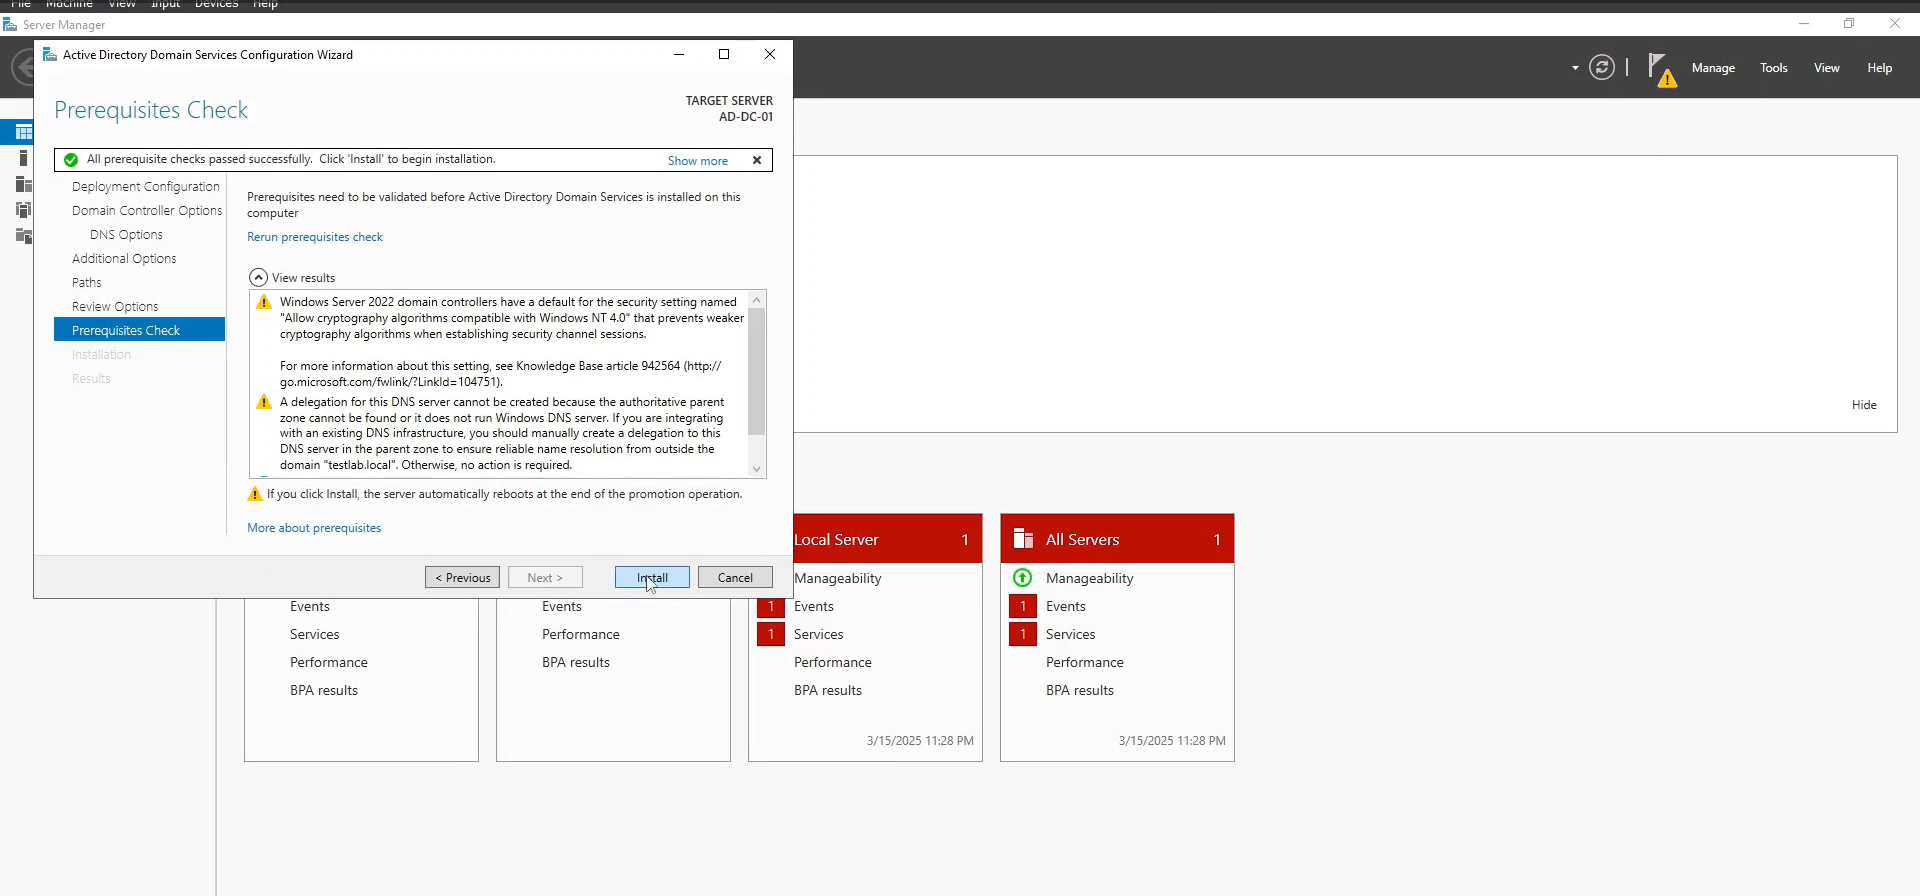 File Machine View Input Devices Help
Server Manager
Manage Tools View Help
Active Directory Domain Services Configuration Wizard
Prerequisites Check
TARGET SERVER
AD-DC-01
All prerequisite checks passed successfully. Click 'Install' to begin installation.
Show more
Deployment Configuration
Domain Controller Options
DNS Options
Additional Options
Paths
Review Options
Prerequisites Check
Installation
Results
Prerequisites need to be validated before Active Directory Domain Services is installed on this
computer
Rerun prerequisites check
View results
Windows Server 2022 domain controllers have a default for the security setting named
"Allow cryptography algorithms compatible with Windows NT 4.0" that prevents weaker
cryptography algorithms when establishing security channel sessions.
For more information about this setting, see Knowledge Base article 942564 (http://
go.microsoft.com/fwlink/?LinkId=104751).
A delegation for this DNS server cannot be created because the authoritative parent
zone cannot be found or it does not run Windows DNS server. If you are integrating
with an existing DNS infrastructure, you should manually create a delegation to this
DNS server in the parent zone to ensure reliable name resolution from outside the
domain "testlab.local". Otherwise, no action is required.
If you click Install, the server automatically reboots at the end of the promotion operation.
More about prerequisites
< Previous
Next >
Install
Cancel
Hide
Events
Services
Performance
BPA results
Events
Performance
BPA results
Local Server 1
Manageability
1 Events
1 Services
Performance
BPA results
3/15/2025 11:28 PM
All Servers 1
Manageability
1 Events
1 Services
Performance
BPA results
3/15/2025 11:28 PM